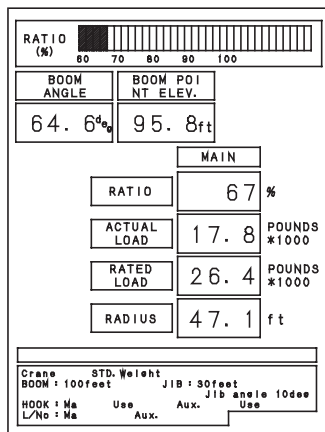 RATIO
(%)
60 70 80 90 100
BOOM ANGLE
BOOM POI
NT ELEV.
64.6deg
95.8ft
MAIN
RATIO 67 %
ACTUAL LOAD 17.8 POUNDS *1000
RATED LOAD 26.4 POUNDS *1000
RADIUS 47.1 ft
Crane STD. Weight
BOOM : 100feet JIB : 30feet
Jib angle 10deg
HOOK : Ma Use Aux. Use
L/No : Ma Aux.